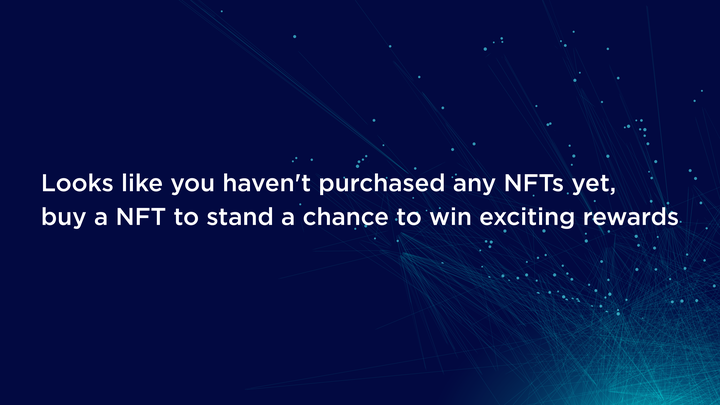 Looks like you haven't purchased any NFTs yet,
buy a NFT to stand a chance to win exciting rewards